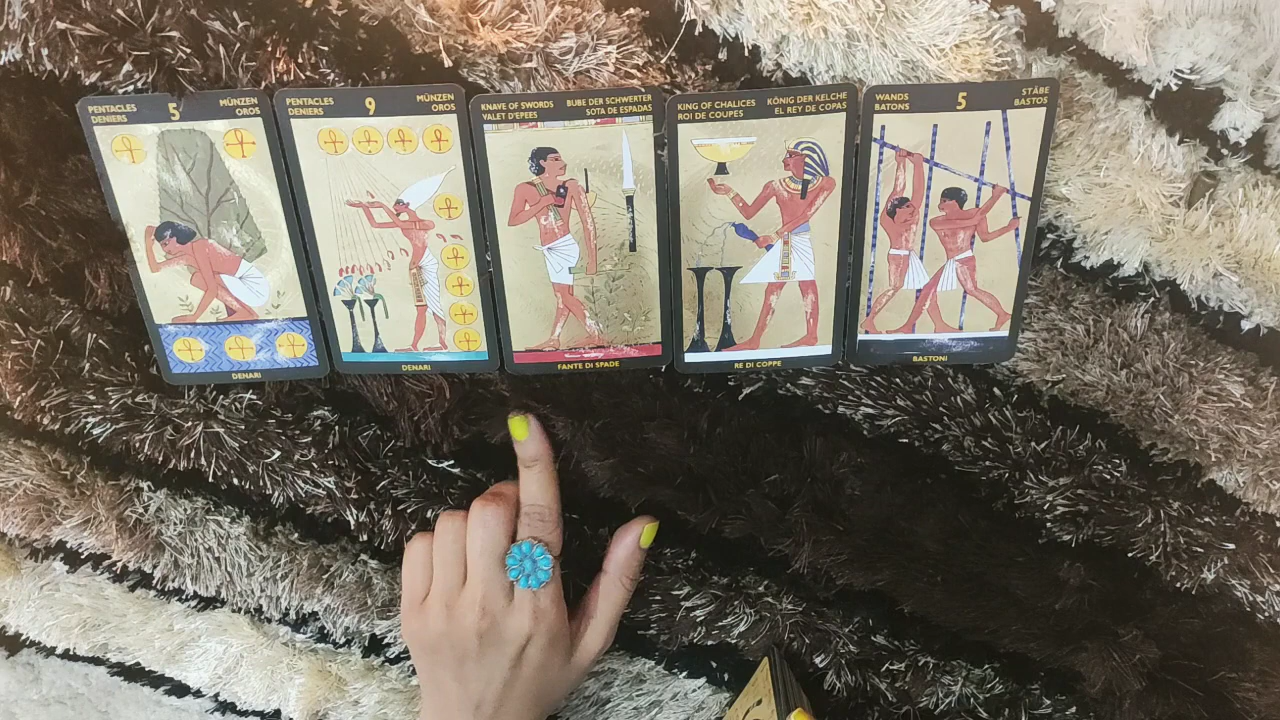 PENTACLES
DENIERS
5
MÜNZEN
OROS
DENARI
PENTACLES
DENIERS
9
MÜNZEN
OROS
DENARI
KNAVE OF SWORDS
VALET D'EPEES
BUBE DER SCHWERTER
SOTA DE ESPADAS
FANTE DI SPADE
KING OF CHALICES
ROI DE COUPES
KÖNIG DER KELCHE
EL REY DE COPAS
RE DI COPPE
WANDS
BATONS
5
STÄBE
BASTOS
BASTONI